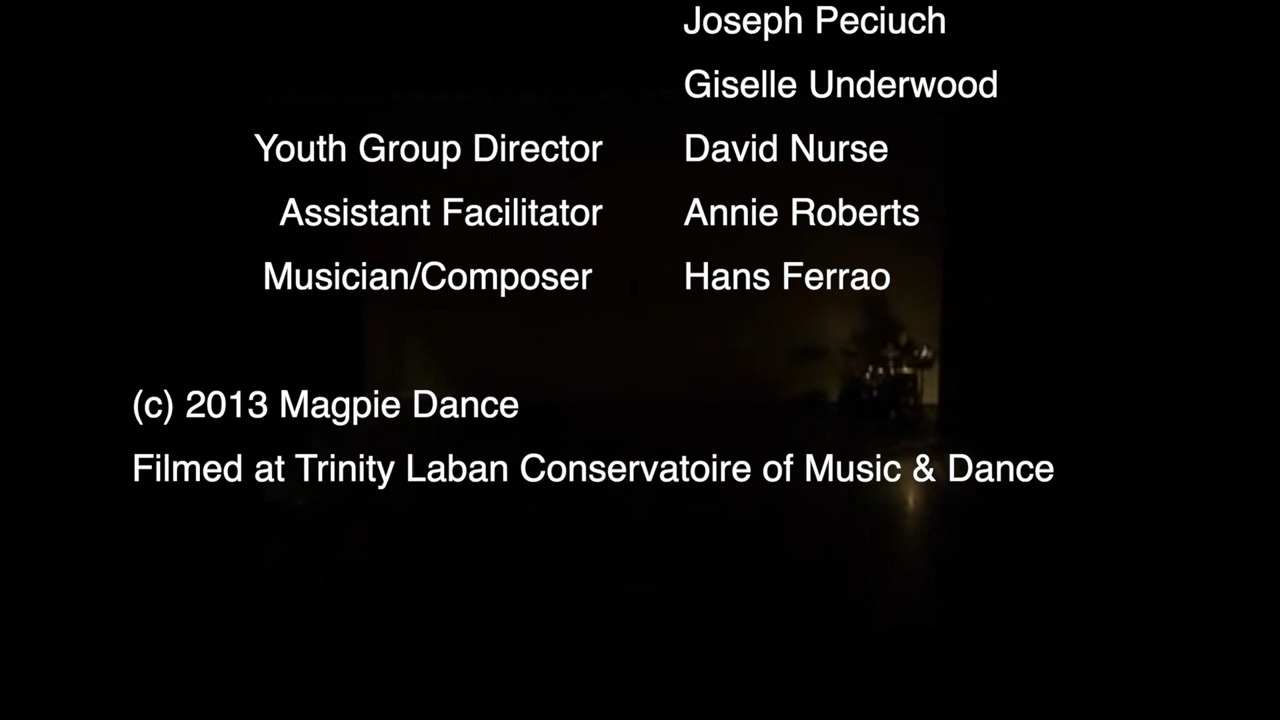 Joseph Peciuch
Giselle Underwood
Youth Group Director David Nurse
Assistant Facilitator Annie Roberts
Musician/Composer Hans Ferrao
(c) 2013 Magpie Dance
Filmed at Trinity Laban Conservatoire of Music & Dance